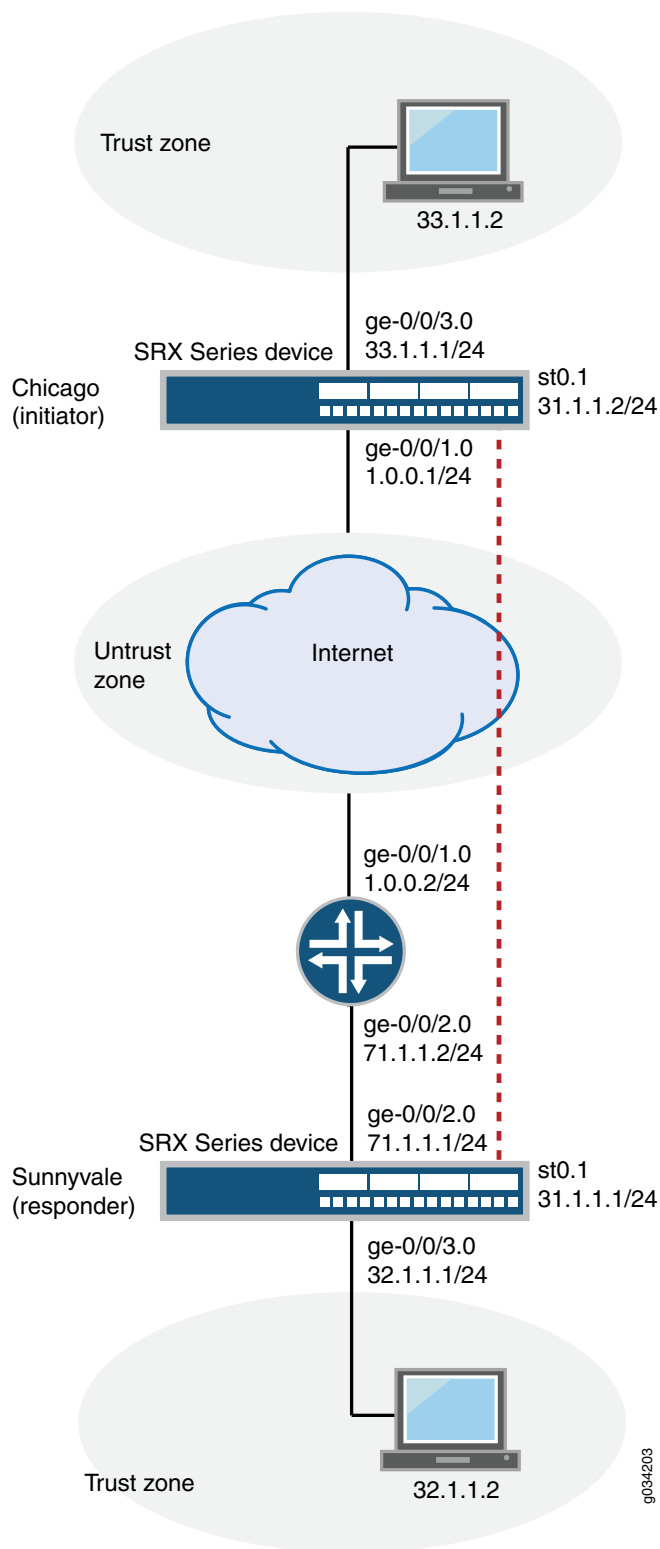 Trust zone
33.1.1.2
ge-0/0/3.0
33.1.1.1/24
SRX Series device
Chicago
(initiator)
st0.1
31.1.1.2/24
ge-0/0/1.0
1.0.0.1/24
Untrust
zone
Internet
ge-0/0/1.0
1.0.0.2/24
ge-0/0/2.0
71.1.1.2/24
ge-0/0/2.0
71.1.1.1/24
SRX Series device
Sunnyvale
(responder)
st0.1
31.1.1.1/24
ge-0/0/3.0
32.1.1.1/24
Trust zone
32.1.1.2
g034203